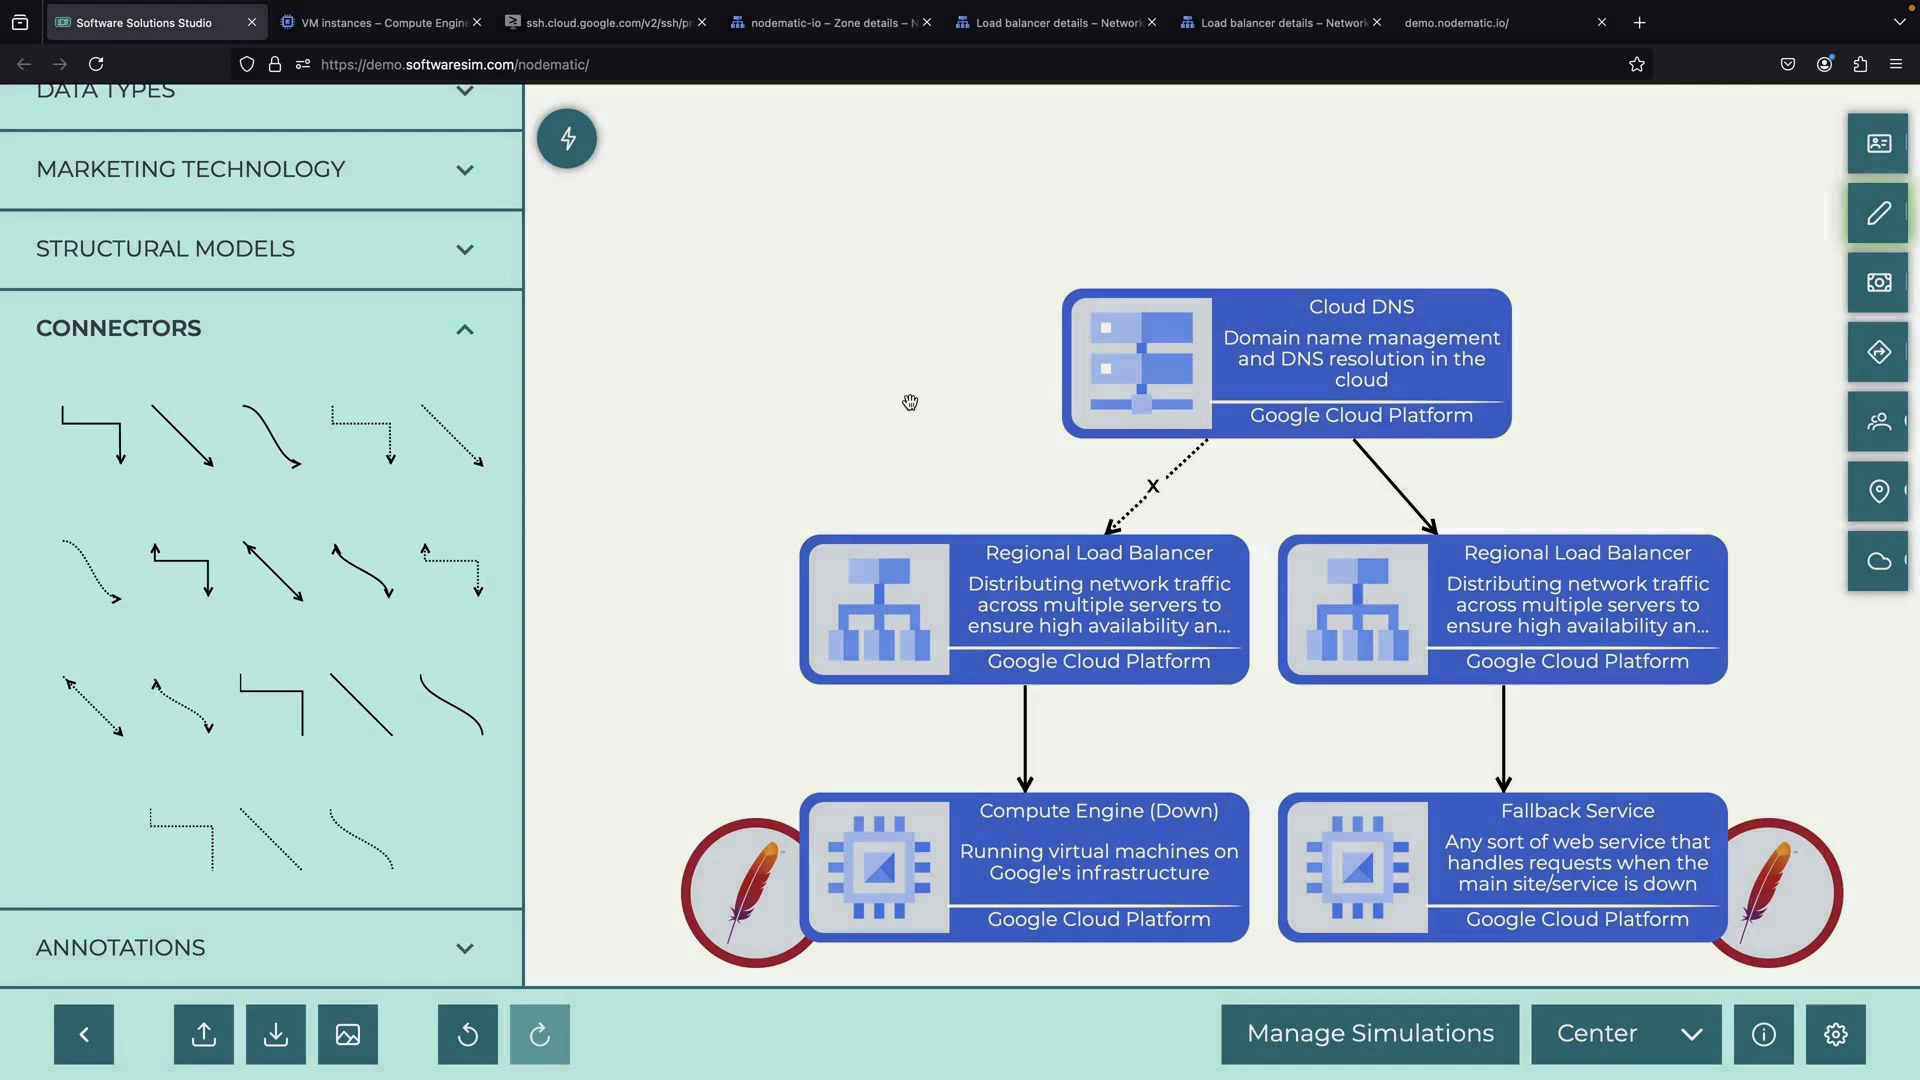 Software Solutions Studio
VM instances – Compute Engin
ssh.cloud.google.com/v2/ssh/pr
nodematic-io – Zone details – N
Load balancer details – Network
Load balancer details – Network
demo.nodematic.io/
https://demo.softwaresim.com/nodematic/
DATA TYPES
MARKETING TECHNOLOGY
STRUCTURAL MODELS
CONNECTORS
ANNOTATIONS
Cloud DNS
Domain name management
and DNS resolution in the
cloud
Google Cloud Platform
X
Regional Load Balancer
Distributing network traffic
across multiple servers to
ensure high availability an...
Google Cloud Platform
Regional Load Balancer
Distributing network traffic
across multiple servers to
ensure high availability an...
Google Cloud Platform
Compute Engine (Down)
Running virtual machines on
Google's infrastructure
Google Cloud Platform
Fallback Service
Any sort of web service that
handles requests when the
main site/service is down
Google Cloud Platform
Manage Simulations
Center